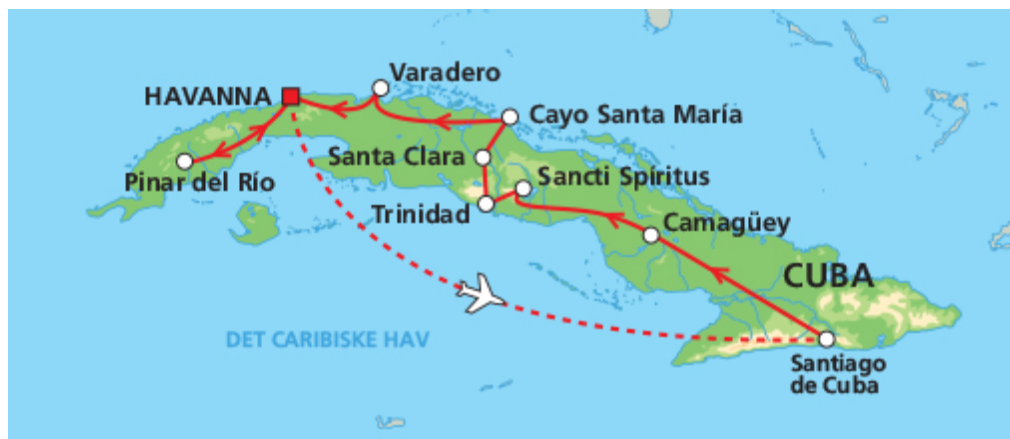 Varadero
HAVANNA
Cayo Santa María
Santa Clara
Sancti Spíritus
Pinar del Río
Trinidad
Camagüey
CUBA
DET CARIBISKE HAV
Santiago
de Cuba